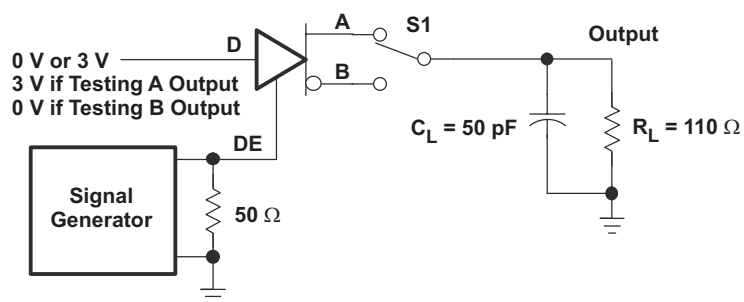 A
S1
D
Output
0 V or 3 V
3 V if Testing A Output
B
0 V if Testing B Output
C_L = 50 pF
R_L = 110 Ω
DE
Signal
Generator
50 Ω